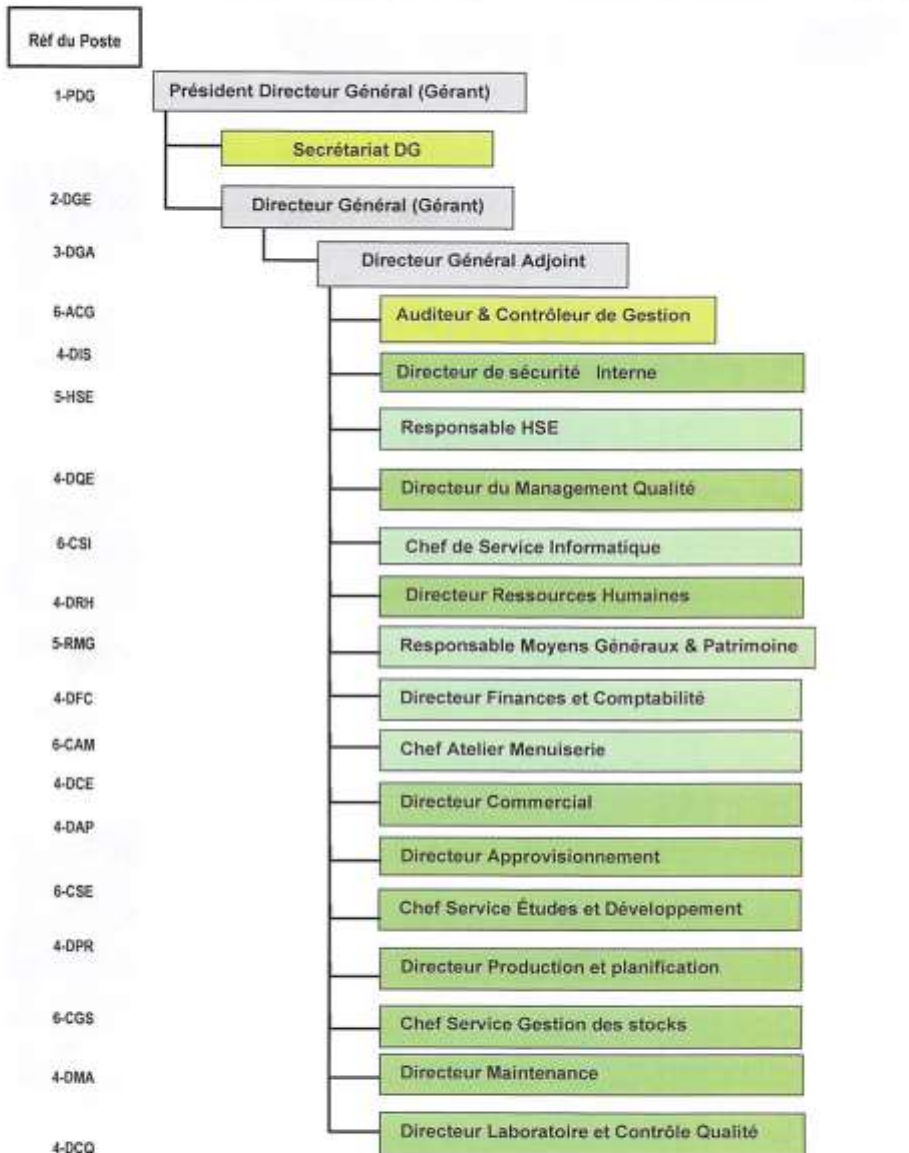 Réf du Poste
1-PDG Président Directeur Général (Gérant)
Secrétariat DG
2-DGE Directeur Général (Gérant)
3-DGA Directeur Général Adjoint
6-ACG Auditeur & Contrôleur de Gestion
4-DIS Directeur de sécurité Interne
5-HSE Responsable HSE
4-DQE Directeur du Management Qualité
6-CSI Chef de Service Informatique
4-DRH Directeur Ressources Humaines
5-RMG Responsable Moyens Généraux & Patrimoine
4-DFC Directeur Finances et Comptabilité
6-CAM Chef Atelier Menuiserie
4-DCE Directeur Commercial
4-DAP Directeur Approvisionnement
6-CSE Chef Service Études et Développement
4-DPR Directeur Production et planification
6-CGS Chef Service Gestion des stocks
4-DMA Directeur Maintenance
4-DCQ Directeur Laboratoire et Contrôle Qualité